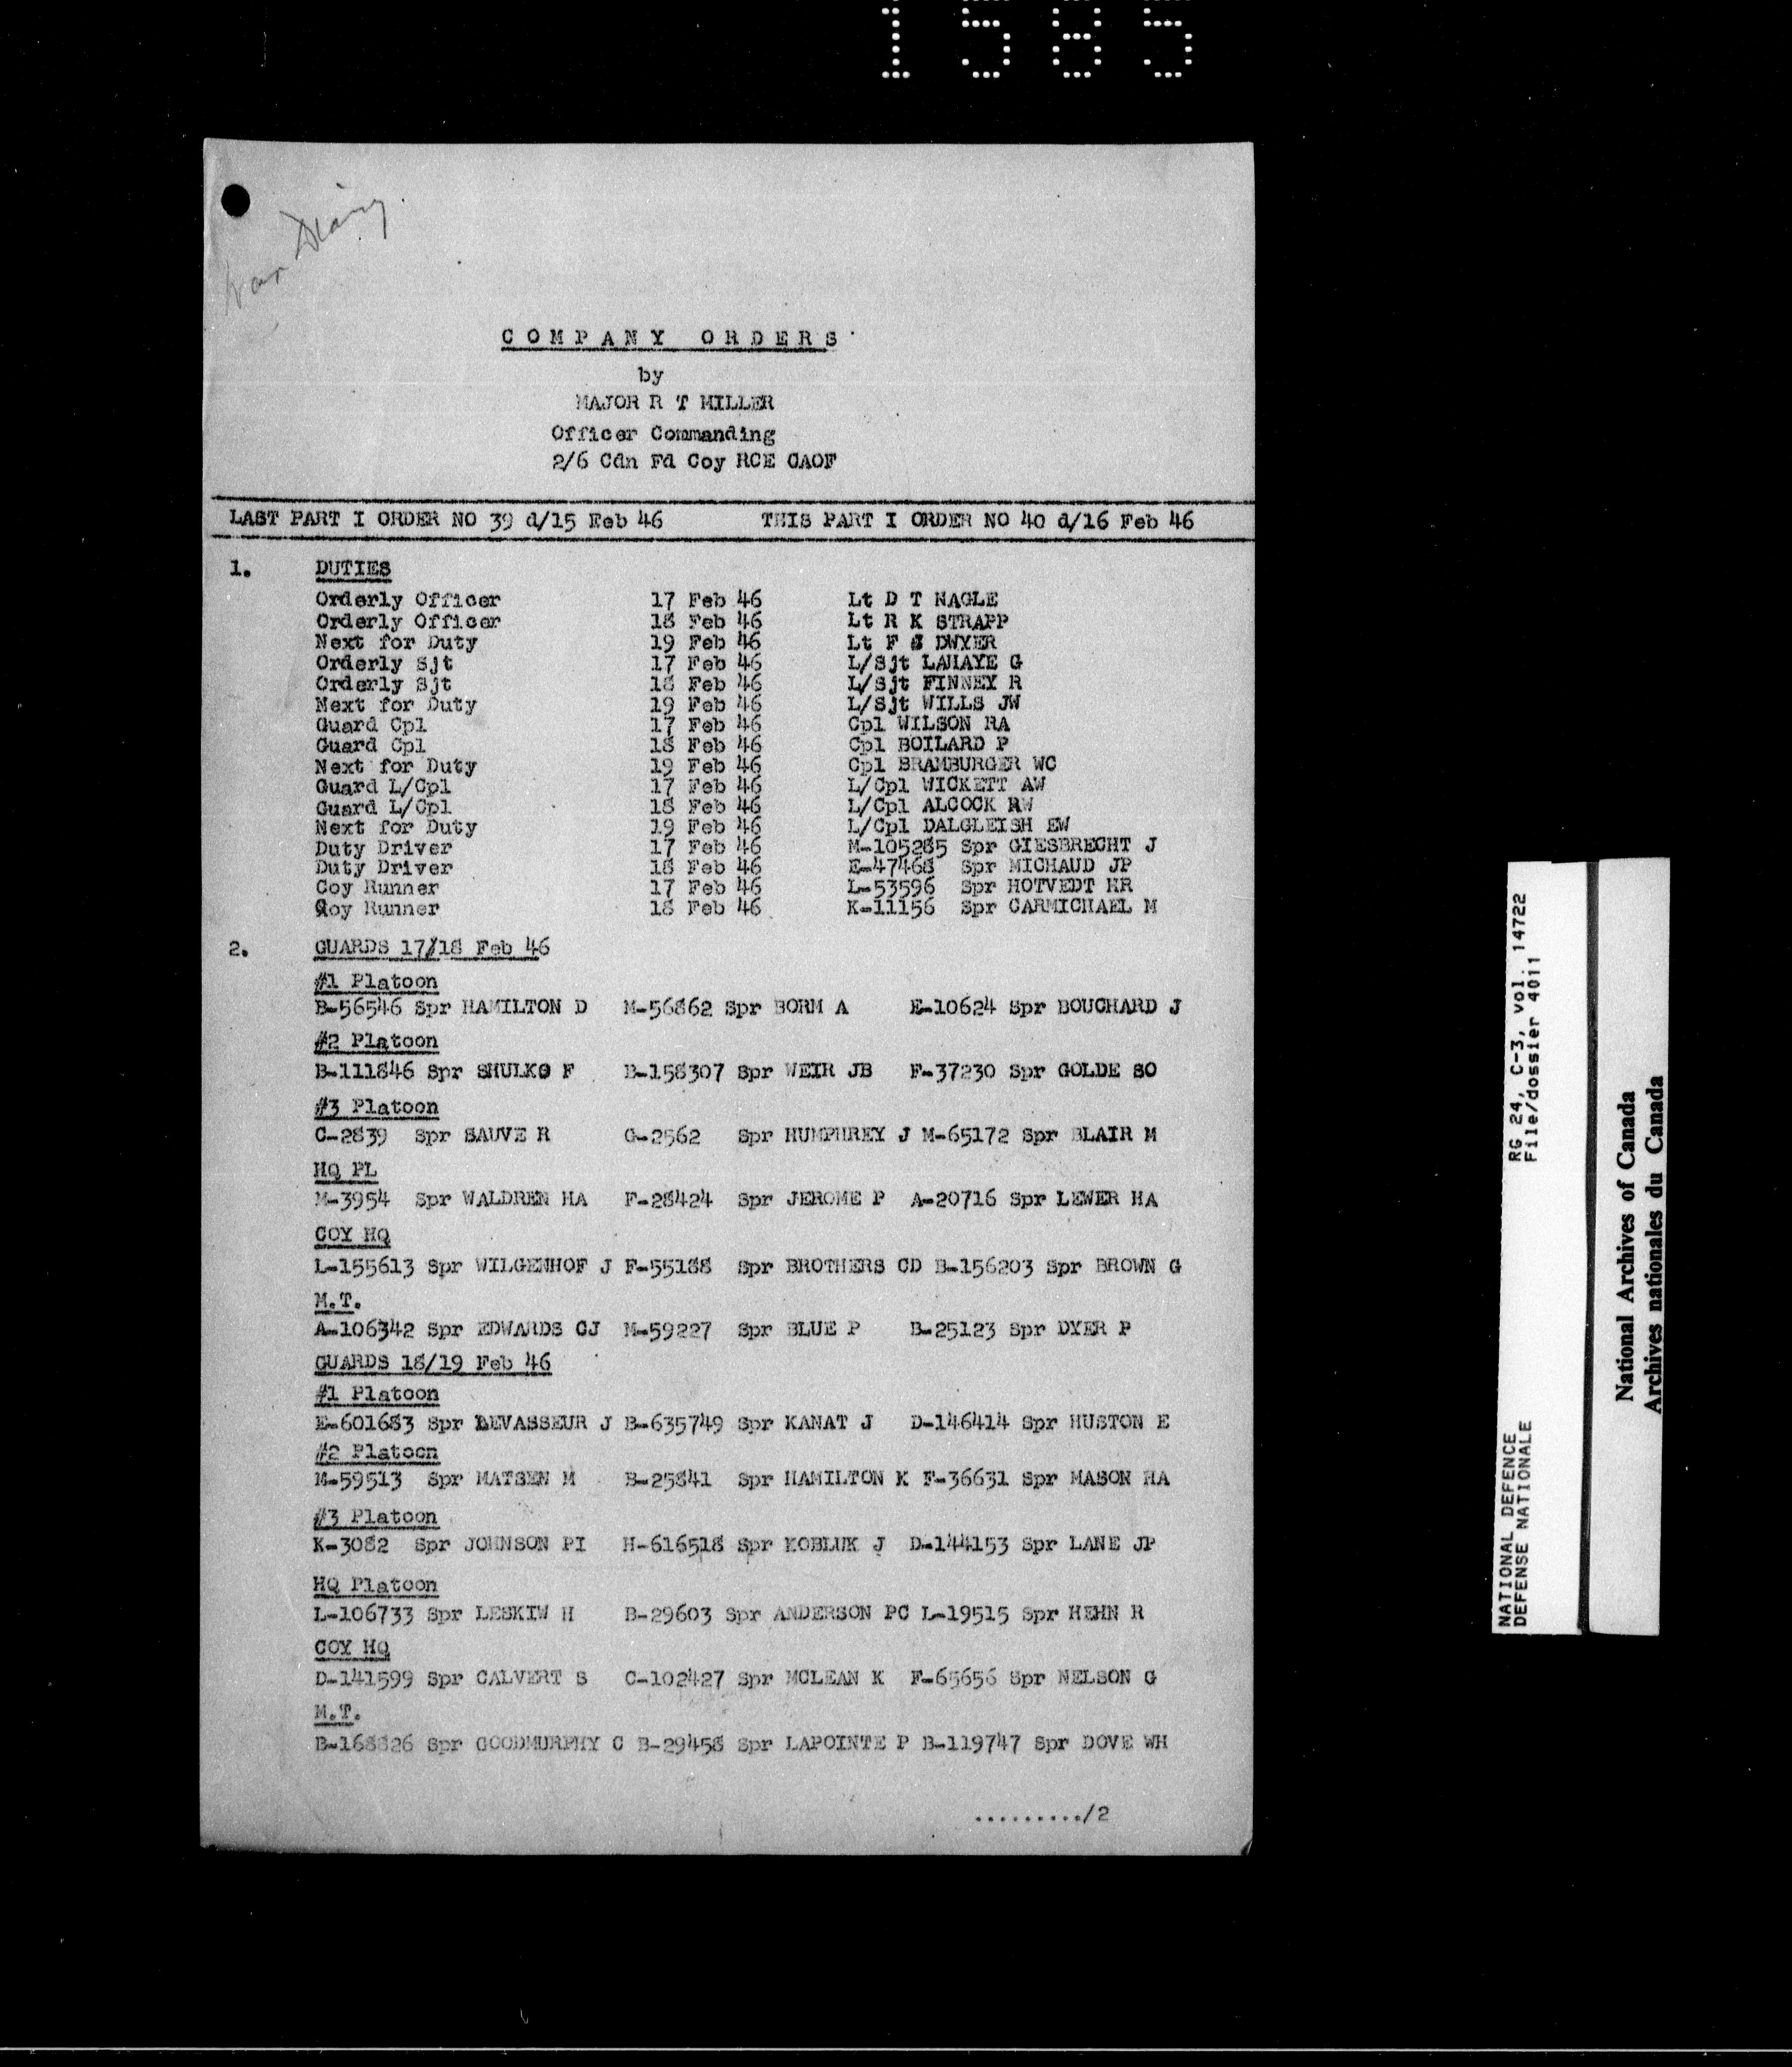 1585
War Diary
COMPANY ORDERS
by
MAJOR R T MILLER
Officer Commanding
2/6 Cdn Fd Coy RCE CAOF
LAST PART I ORDER NO 39 d/15 Feb 46 THIS PART I ORDER NO 40 d/16 Feb 46
1. DUTIES
Orderly Officer 17 Feb 46 Lt D T NAGLE
Orderly Officer 18 Feb 46 Lt R K STRAPP
Next for Duty 19 Feb 46 Lt F S DWYER
Orderly Sjt 17 Feb 46 L/Sjt LAHAYE G
Orderly Sjt 18 Feb 46 L/Sjt FINNEY R
Next for Duty 19 Feb 46 L/Sjt WILLS JW
Guard Cpl 17 Feb 46 Cpl WILSON RA
Guard Cpl 18 Feb 46 Cpl BOILARD P
Next for Duty 19 Feb 46 Cpl BRAMBURGER WC
Guard L/Cpl 17 Feb 46 L/Cpl WICKETT AW
Guard L/Cpl 18 Feb 46 L/Cpl ALCOCK RW
Next for Duty 19 Feb 46 L/Cpl DALGLEISH EW
Duty Driver 17 Feb 46 M-105285 Spr GIESBRECHT J
Duty Driver 18 Feb 46 E-47468 Spr MICHAUD JP
Coy Runner 17 Feb 46 L-53596 Spr HOTVEDT HR
Coy Runner 18 Feb 46 K-11156 Spr CARMICHAEL M
2. GUARDS 17/18 Feb 46
#1 Platoon
B-56546 Spr HAMILTON D M-56862 Spr BORM A E-10624 Spr BOUCHARD J
#2 Platoon
B-111846 Spr SHULKO F B-158307 Spr WEIR JB F-37230 Spr GOLDE SO
#3 Platoon
C-2839 Spr SAUVE R G-2562 Spr HUMPHREY J M-65172 Spr BLAIR M
HQ PL
M-3954 Spr WALDREN HA F-28424 Spr JEROME P A-20716 Spr LEWER HA
COY HQ
L-155613 Spr WILGENHOF J F-55188 Spr BROTHERS CD B-156203 Spr BROWN G
M.T.
A-106342 Spr EDWARDS CJ M-59227 Spr BLUE P B-25123 Spr DYER P
GUARDS 18/19 Feb 46
#1 Platoon
E-601683 Spr LEVASSEUR J B-635749 Spr KANAT J D-146414 Spr HUSTON E
#2 Platoon
M-59513 Spr MATSEN M B-25841 Spr HAMILTON K F-36631 Spr MASON HA
#3 Platoon
K-3082 Spr JOHNSON PI H-616518 Spr KOBLUK J D-144153 Spr LANE JP
HQ Platoon
L-106733 Spr LESKIW H B-29603 Spr ANDERSON PC L-19515 Spr HEHN R
COY HQ
D-141599 Spr CALVERT S C-102427 Spr MCLEAN K F-65656 Spr NELSON G
M.T.
B-168826 Spr GOODMURPHY C B-29458 Spr LAPOINTE P B-119747 Spr DOVE WH
........./2
NATIONAL DEFENCE RG 24, C-3, vol. 14722
DEFENSE NATIONALE File/dossier 4011
National Archives of Canada
Archives nationales du Canada